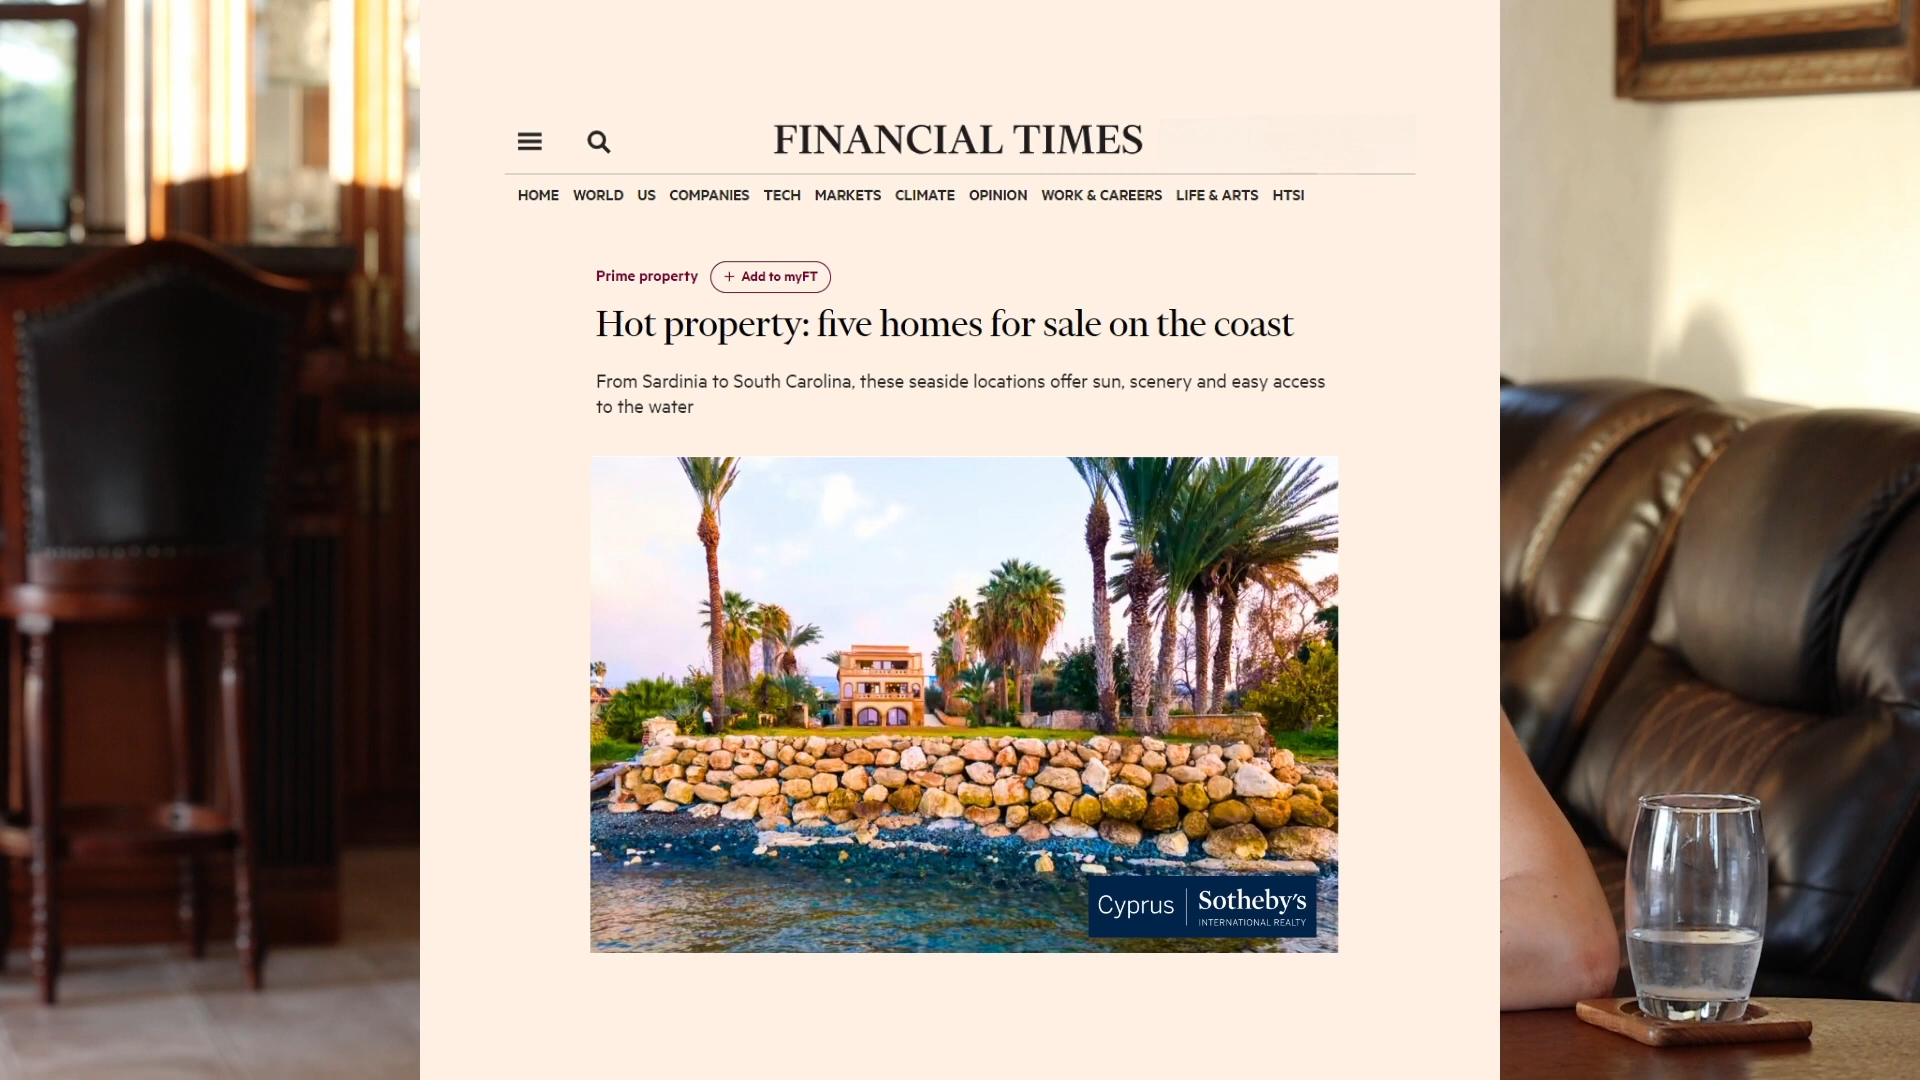 FINANCIAL TIMES
HOME WORLD US COMPANIES TECH MARKETS CLIMATE OPINION WORK & CAREERS LIFE & ARTS HTSI
Prime property + Add to myFT
Hot property: five homes for sale on the coast
From Sardinia to South Carolina, these seaside locations offer sun, scenery and easy access
to the water
Cyprus Sotheby's
INTERNATIONAL REALTY